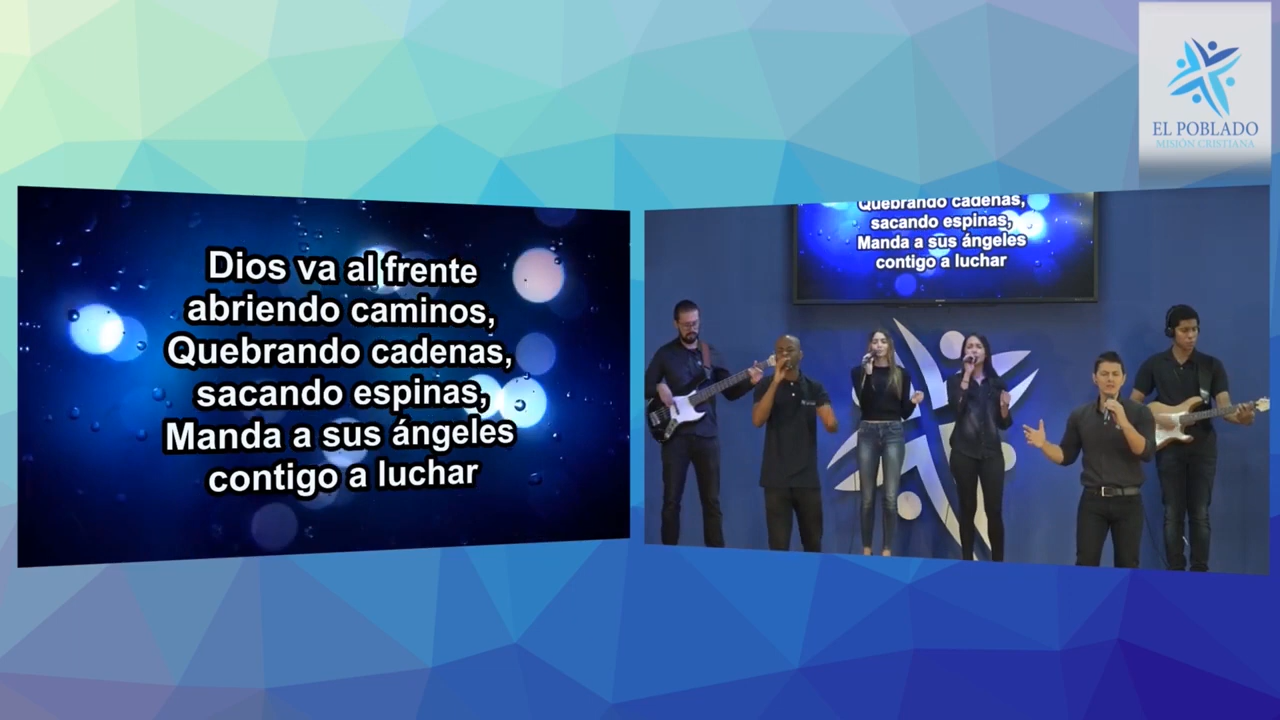 EL POBLADO
MISIÓN CRISTIANA
Dios va al frente
abriendo caminos,
Quebrando cadenas,
sacando espinas,
Manda a sus ángeles
contigo a luchar
Quebrando cadenas,
sacando espinas,
Manda a sus ángeles
contigo a luchar